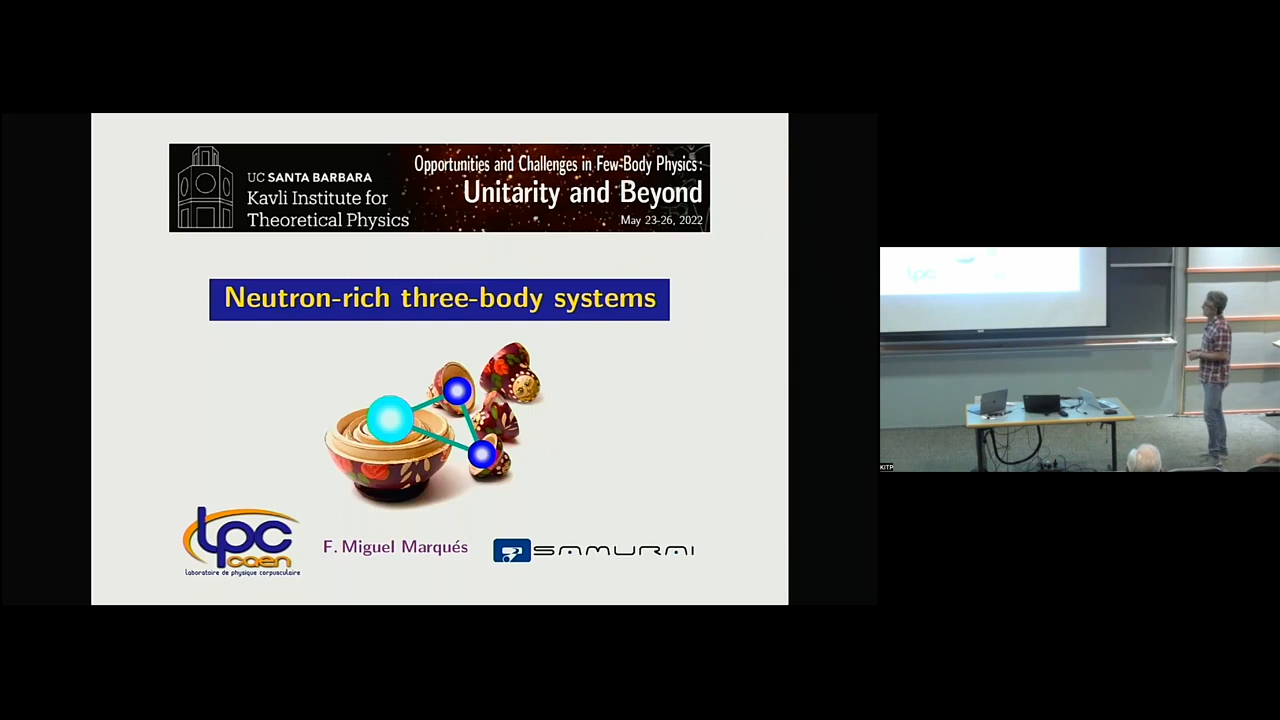 UC SANTA BARBARA
Kavli Institute for
Theoretical Physics
Opportunities and Challenges in Few-Body Physics:
Unitarity and Beyond
May 23-26, 2022
Neutron-rich three-body systems
lpc
caen
laboratoire de physique corpusculaire
F. Miguel Marqués
SAMURAI
KITP